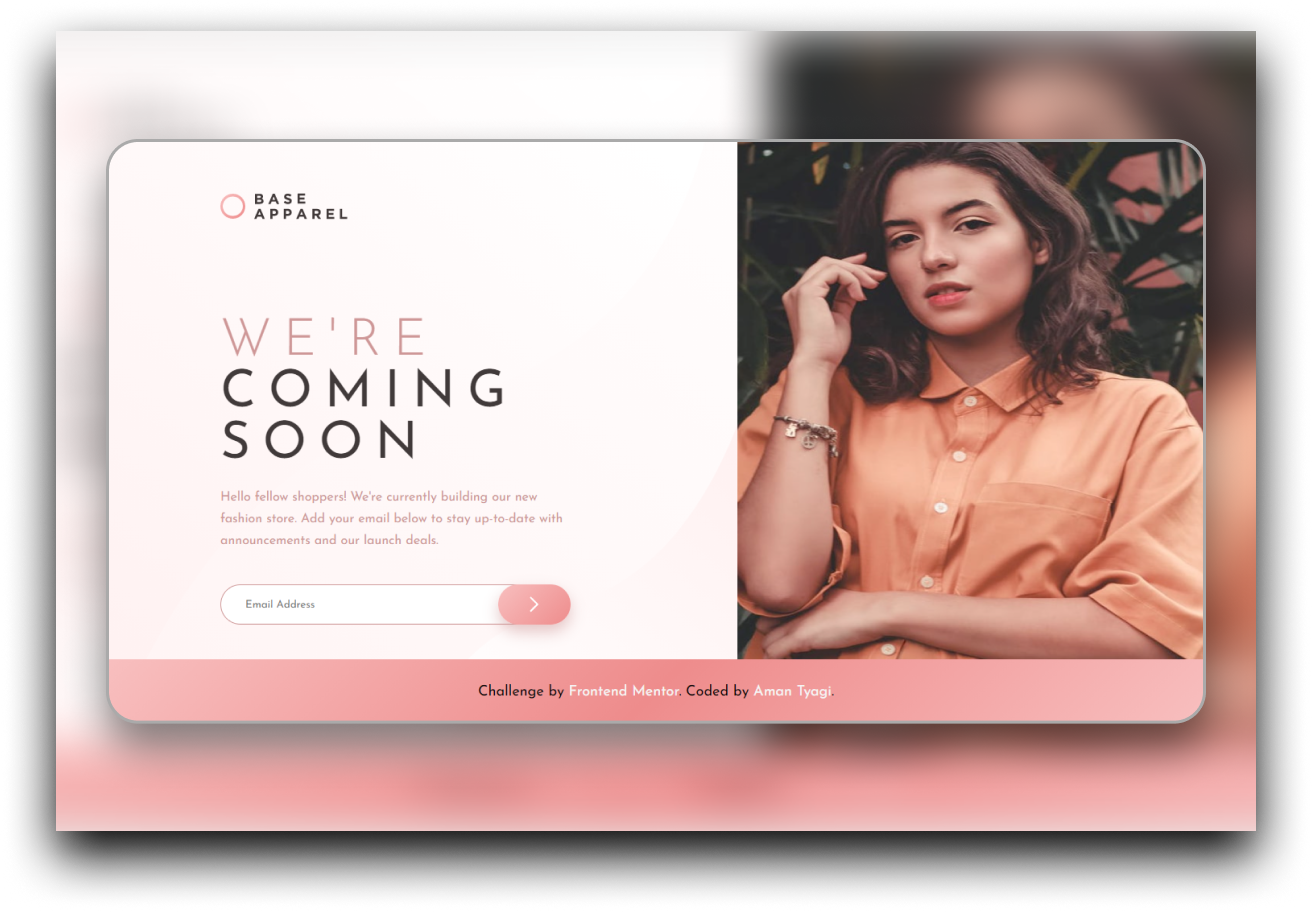 BASE
APPAREL
WE'RE
COMING
SOON
Hello fellow shoppers! We're currently building our new
fashion store. Add your email below to stay up-to-date with
announcements and our launch deals.
Email Address
Challenge by Frontend Mentor. Coded by Aman Tyagi.